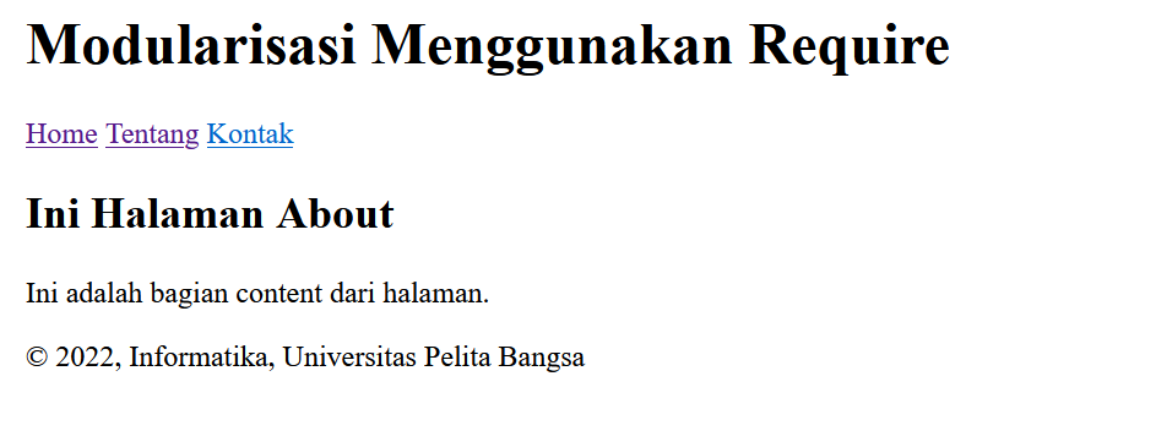 Modularisasi Menggunakan Require
Home Tentang Kontak
Ini Halaman About
Ini adalah bagian content dari halaman.
© 2022, Informatika, Universitas Pelita Bangsa